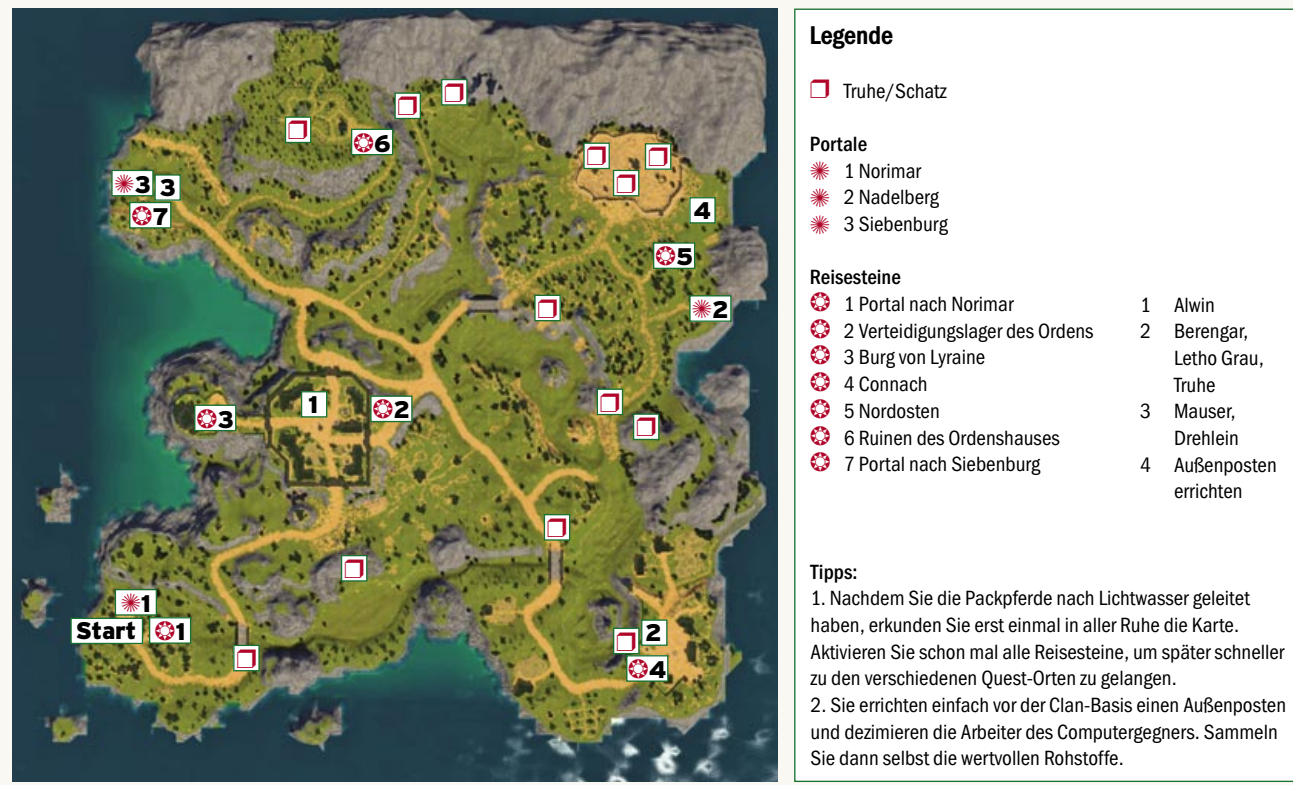 6
3 3
7
4
5
2
1
3
2
1
Start 1
2
4
Legende
Truhe/Schatz
Portale
1 Norimar
2 Nadelberg
3 Siebenburg
Reisesteine
1 Portal nach Norimar
2 Verteidigungslager des Ordens
3 Burg von Lyraine
4 Connach
5 Nordosten
6 Ruinen des Ordenshauses
7 Portal nach Siebenburg
1 Alwin
2 Berengar,
Letho Grau,
Truhe
3 Mauser,
Drehlein
4 Außenposten
errichten
Tipps:
1. Nachdem Sie die Packpferde nach Lichtwasser geleitet
haben, erkunden Sie erst einmal in aller Ruhe die Karte.
Aktivieren Sie schon mal alle Reisesteine, um später schneller
zu den verschiedenen Quest-Orten zu gelangen.
2. Sie errichten einfach vor der Clan-Basis einen Außenposten
und dezimieren die Arbeiter des Computergegners. Sammeln
Sie dann selbst die wertvollen Rohstoffe.